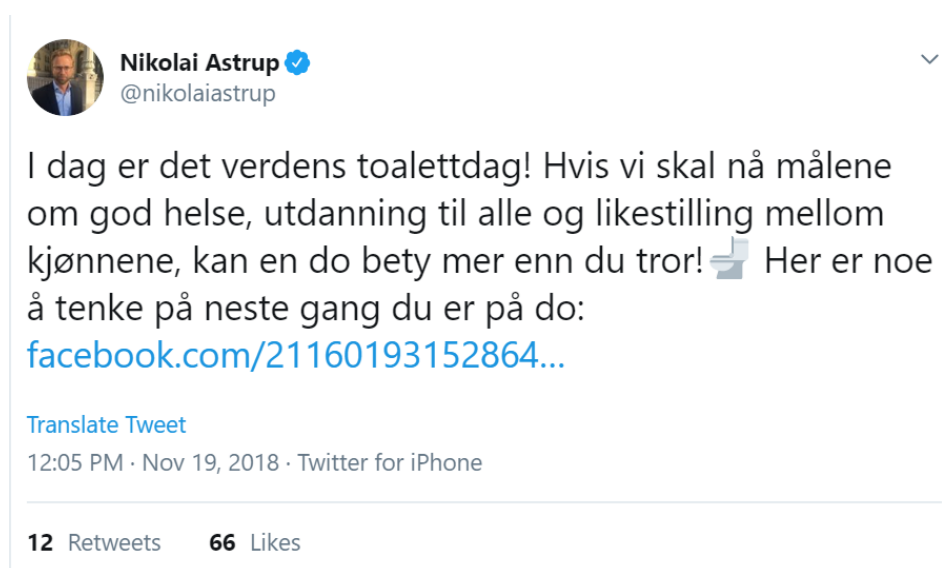 Nikolai Astrup
@nikolaiastrup
I dag er det verdens toalettdag! Hvis vi skal nå målene
om god helse, utdanning til alle og likestilling mellom
kjønnene, kan en do bety mer enn du tror!🚽 Her er noe
å tenke på neste gang du er på do:
facebook.com/21160193152864...
Translate Tweet
12:05 PM · Nov 19, 2018 · Twitter for iPhone
12 Retweets 66 Likes